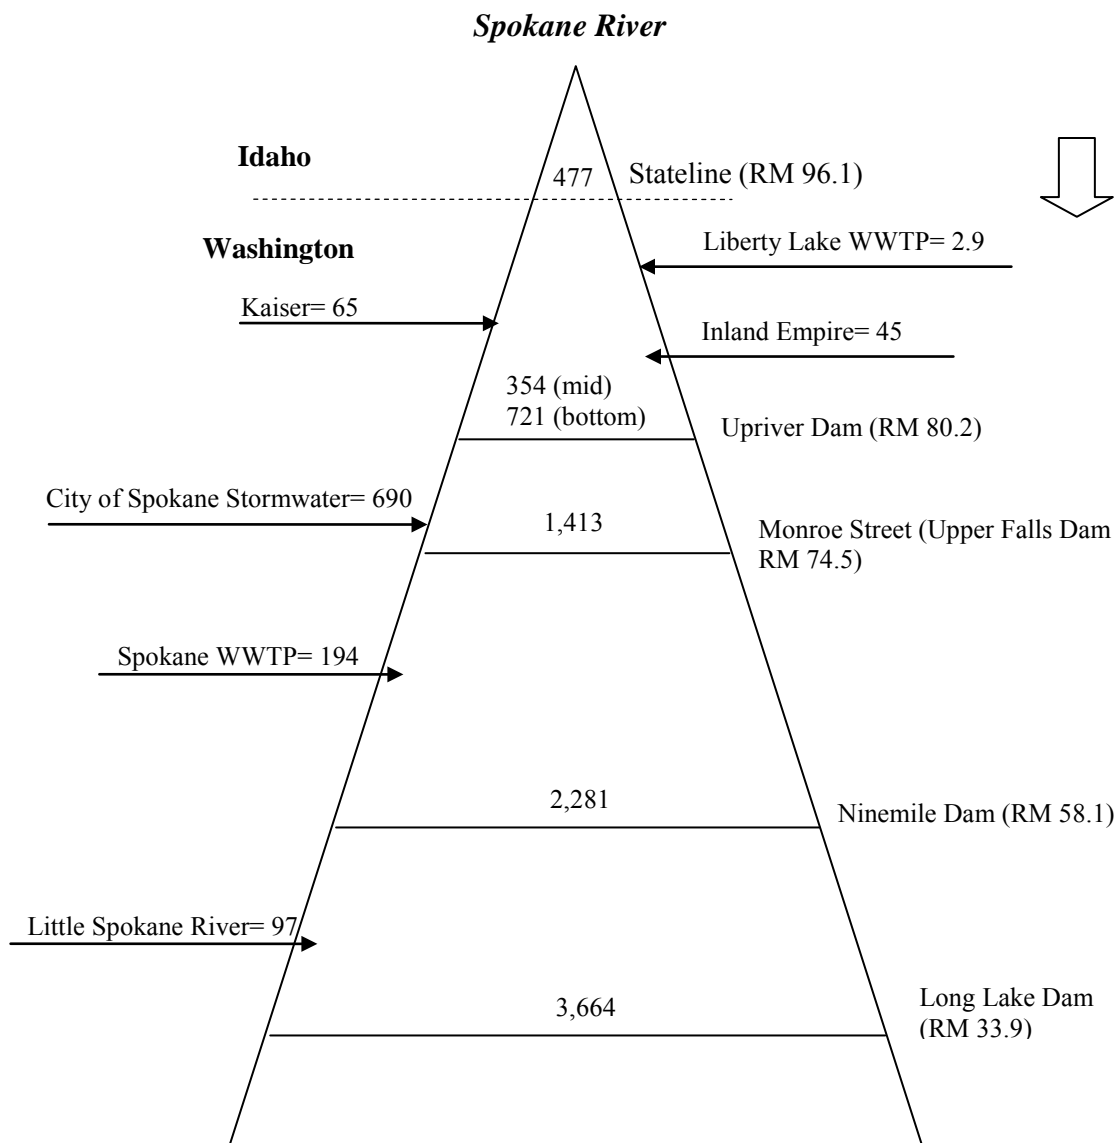 Spokane River
Idaho
477
Stateline (RM 96.1)
Washington
Liberty Lake WWTP= 2.9
Kaiser= 65
Inland Empire= 45
354 (mid)
721 (bottom)
Upriver Dam (RM 80.2)
City of Spokane Stormwater= 690
1,413
Monroe Street (Upper Falls Dam
RM 74.5)
Spokane WWTP= 194
2,281
Ninemile Dam (RM 58.1)
Little Spokane River= 97
3,664
Long Lake Dam
(RM 33.9)